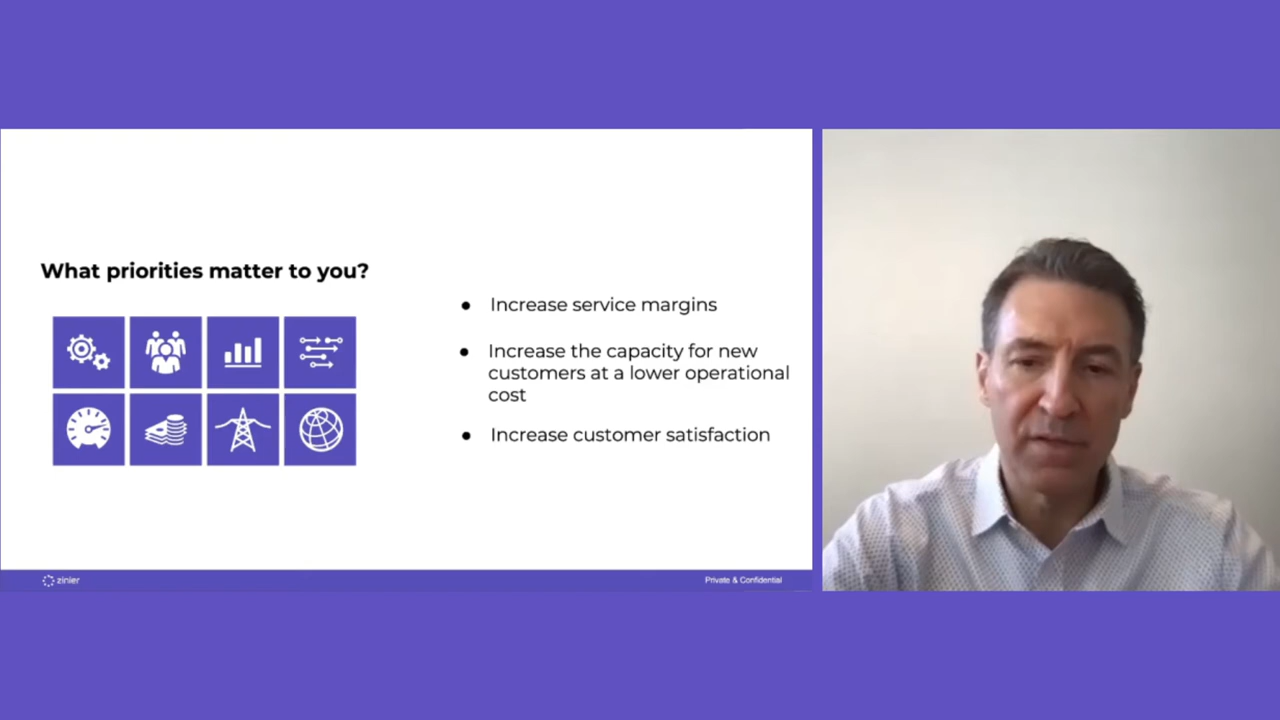 What priorities matter to you?
● Increase service margins
● Increase the capacity for new
customers at a lower operational
cost
● Increase customer satisfaction
zinier
Private & Confidential